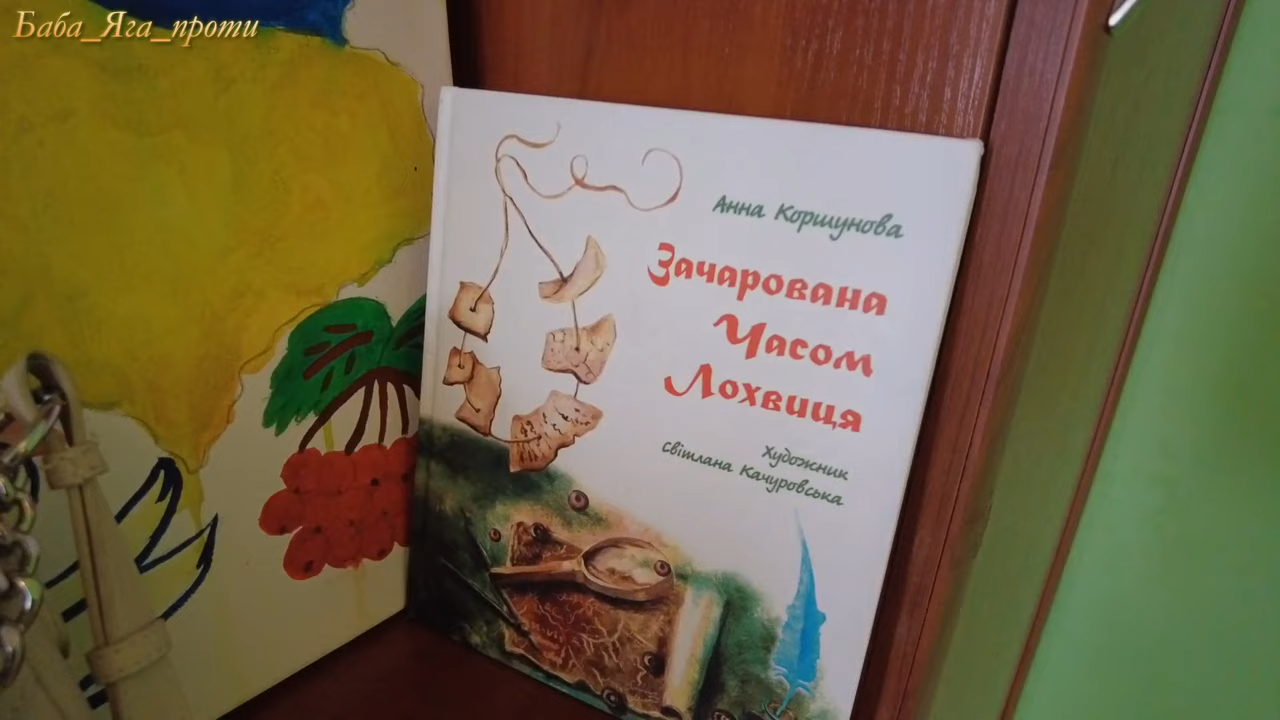 Баба_Яга_проти
Анна Коршунова
Зачарована
Часом
Лохвиця
Художник
Світлана Качуровська